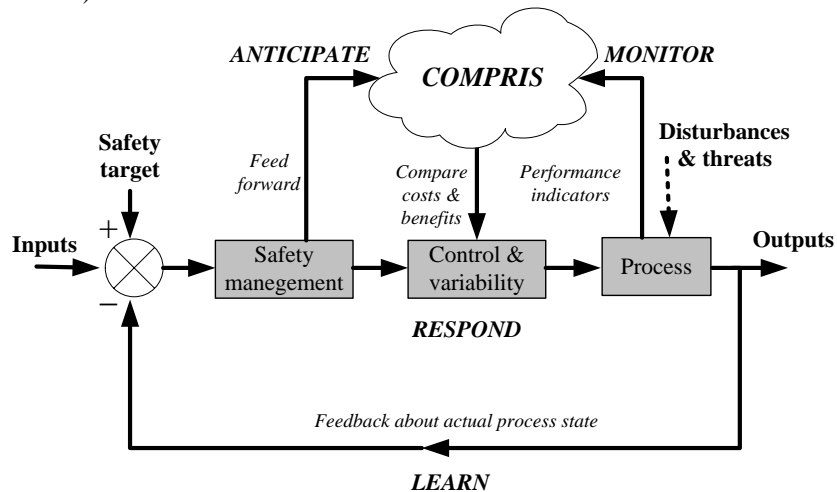 )
ANTICIPATE
MONITOR
COMPRIS
Safety
target
Feed
forward
Compare
costs &
benefits
Performance
indicators
Disturbances
& threats
+
Inputs
Safety
manegement
Control &
variability
Process
Outputs
−
RESPOND
Feedback about actual process state
LEARN